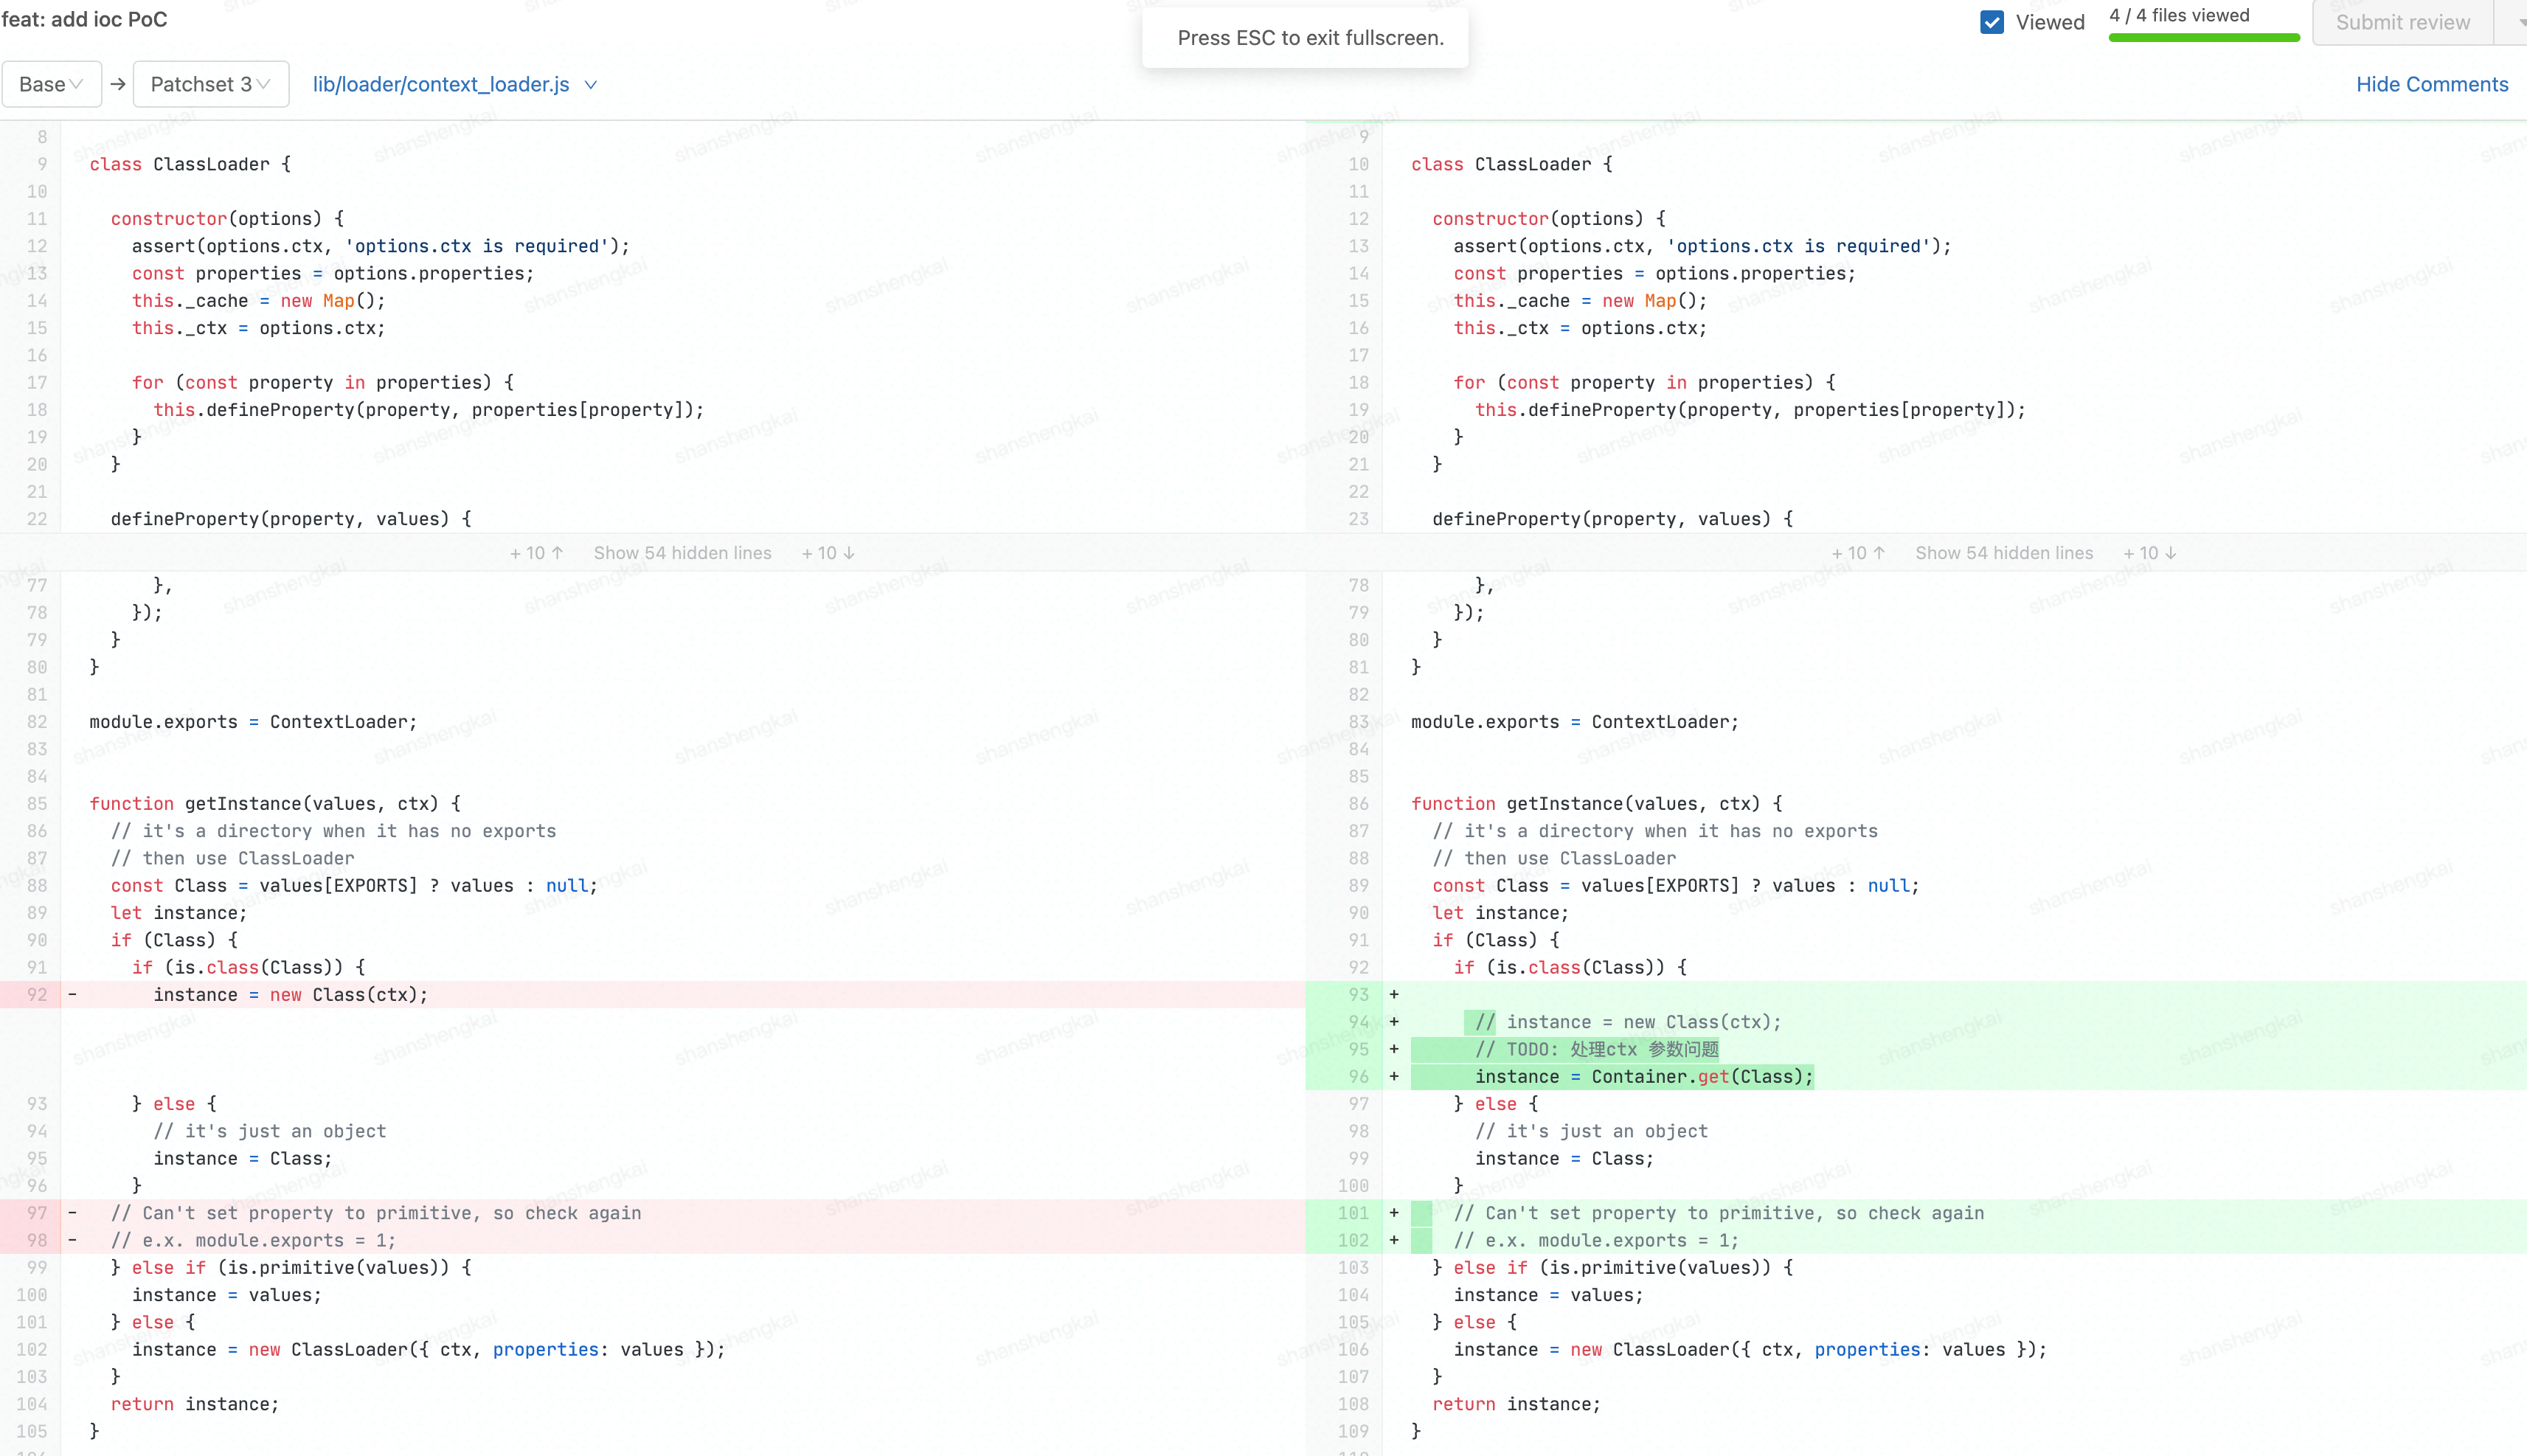 feat: add ioc PoC
Press ESC to exit fullscreen.
Viewed
4 / 4 files viewed
Submit review
Base
→
Patchset 3
lib/loader/context_loader.js
Hide Comments
8
9 class ClassLoader {
10
11 constructor(options) {
12 assert(options.ctx, 'options.ctx is required');
13 const properties = options.properties;
14 this._cache = new Map();
15 this._ctx = options.ctx;
16
17 for (const property in properties) {
18 this.defineProperty(property, properties[property]);
19 }
20 }
21
22 defineProperty(property, values) {
+ 10 ↑ Show 54 hidden lines + 10 ↓
77 },
78 });
79 }
80 }
81
82 module.exports = ContextLoader;
83
84
85 function getInstance(values, ctx) {
86 // it's a directory when it has no exports
87 // then use ClassLoader
88 const Class = values[EXPORTS] ? values : null;
89 let instance;
90 if (Class) {
91 if (is.class(Class)) {
92 - instance = new Class(ctx);
93 } else {
94 // it's just an object
95 instance = Class;
96 }
97 - // Can't set property to primitive, so check again
98 - // e.x. module.exports = 1;
99 } else if (is.primitive(values)) {
100 instance = values;
101 } else {
102 instance = new ClassLoader({ ctx, properties: values });
103 }
104 return instance;
105 }
9
10 class ClassLoader {
11
12 constructor(options) {
13 assert(options.ctx, 'options.ctx is required');
14 const properties = options.properties;
15 this._cache = new Map();
16 this._ctx = options.ctx;
17
18 for (const property in properties) {
19 this.defineProperty(property, properties[property]);
20 }
21 }
22
23 defineProperty(property, values) {
+ 10 ↑ Show 54 hidden lines + 10 ↓
78 },
79 });
80 }
81 }
82
83 module.exports = ContextLoader;
84
85
86 function getInstance(values, ctx) {
87 // it's a directory when it has no exports
88 // then use ClassLoader
89 const Class = values[EXPORTS] ? values : null;
90 let instance;
91 if (Class) {
92 if (is.class(Class)) {
93 +
94 + // instance = new Class(ctx);
95 + // TODO: 处理ctx 参数问题
96 + instance = Container.get(Class);
97 } else {
98 // it's just an object
99 instance = Class;
100 }
101 + // Can't set property to primitive, so check again
102 + // e.x. module.exports = 1;
103 } else if (is.primitive(values)) {
104 instance = values;
105 } else {
106 instance = new ClassLoader({ ctx, properties: values });
107 }
108 return instance;
109 }
shanshengkai